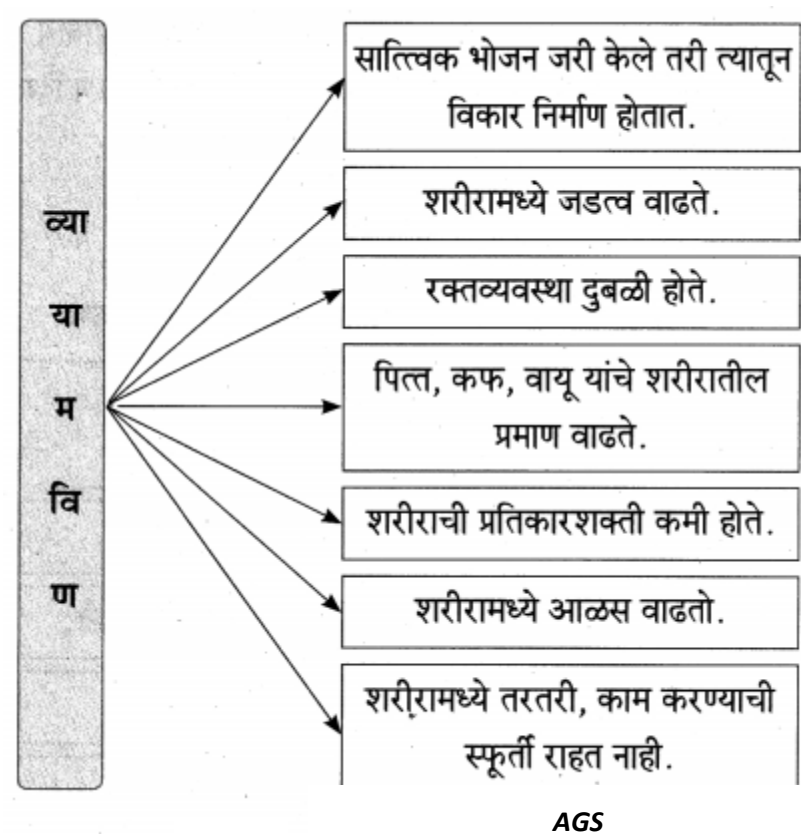 व्यायामविण
सात्त्विक भोजन जरी केले तरी त्यातून
विकार निर्माण होतात.
शरीरामध्ये जडत्व वाढते.
रक्तव्यवस्था दुबळी होते.
पित्त, कफ, वायू यांचे शरीरातील
प्रमाण वाढते.
शरीराची प्रतिकारशक्ती कमी होते.
शरीरामध्ये आळस वाढतो.
शरीरामध्ये तरतरी, काम करण्याची
स्फूर्ती राहत नाही.
AGS